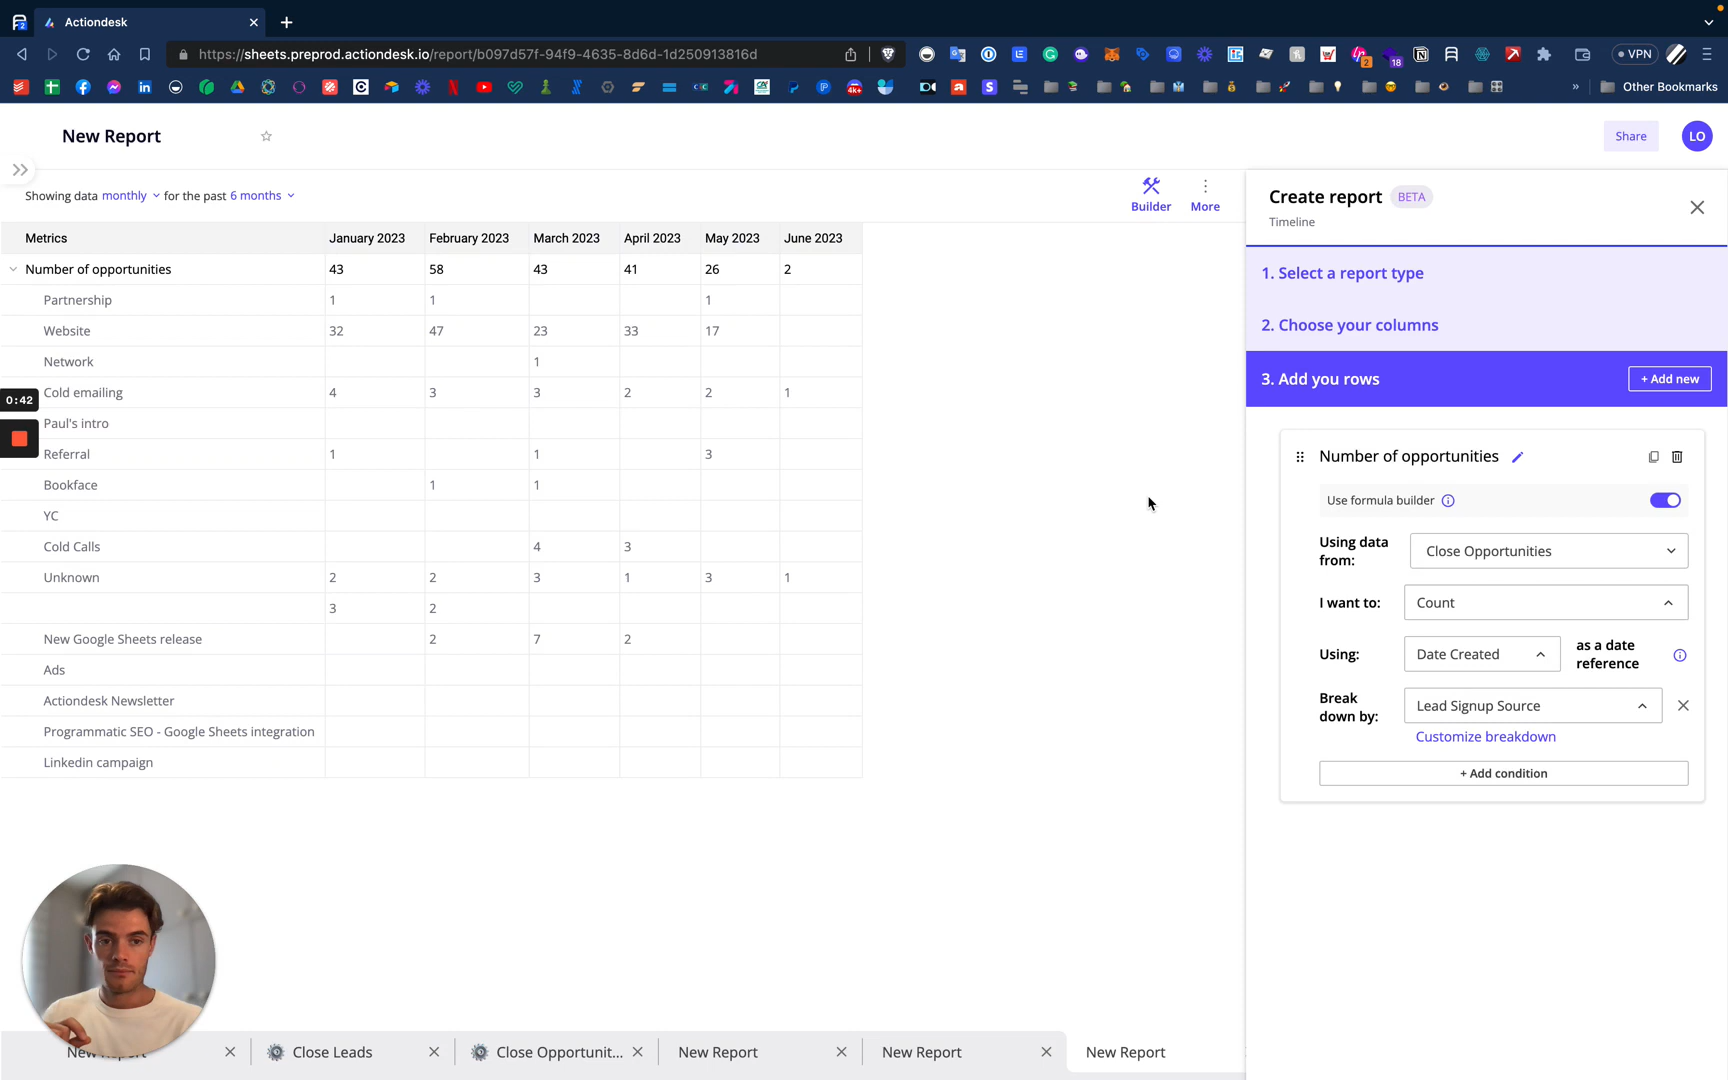 Actiondesk
https://sheets.preprod.actiondesk.io/report/b097d57f-94f9-4635-8d6d-1d250913816d
2
18
VPN
4K+
» Other Bookmarks
New Report
Share
LO
Showing data monthly for the past 6 months
Builder
More
Create report BETA
Timeline
Metrics January 2023 February 2023 March 2023 April 2023 May 2023 June 2023
Number of opportunities 43 58 43 41 26 2
Partnership 1 1 1
Website 32 47 23 33 17
Network 1
Cold emailing 4 3 3 2 2 1
Paul's intro
Referral 1 1 3
Bookface 1 1
YC
Cold Calls 4 3
Unknown 2 2 3 1 3 1
3 2
New Google Sheets release 2 7 2
Ads
Actiondesk Newsletter
Programmatic SEO - Google Sheets integration
Linkedin campaign
0:42
1. Select a report type
2. Choose your columns
3. Add you rows
+ Add new
Number of opportunities
Use formula builder
Using data
from:
Close Opportunities
I want to:
Count
Using:
Date Created
as a date
reference
Break
down by:
Lead Signup Source
Customize breakdown
+ Add condition
Close Leads
Close Opportunit...
New Report
New Report
New Report